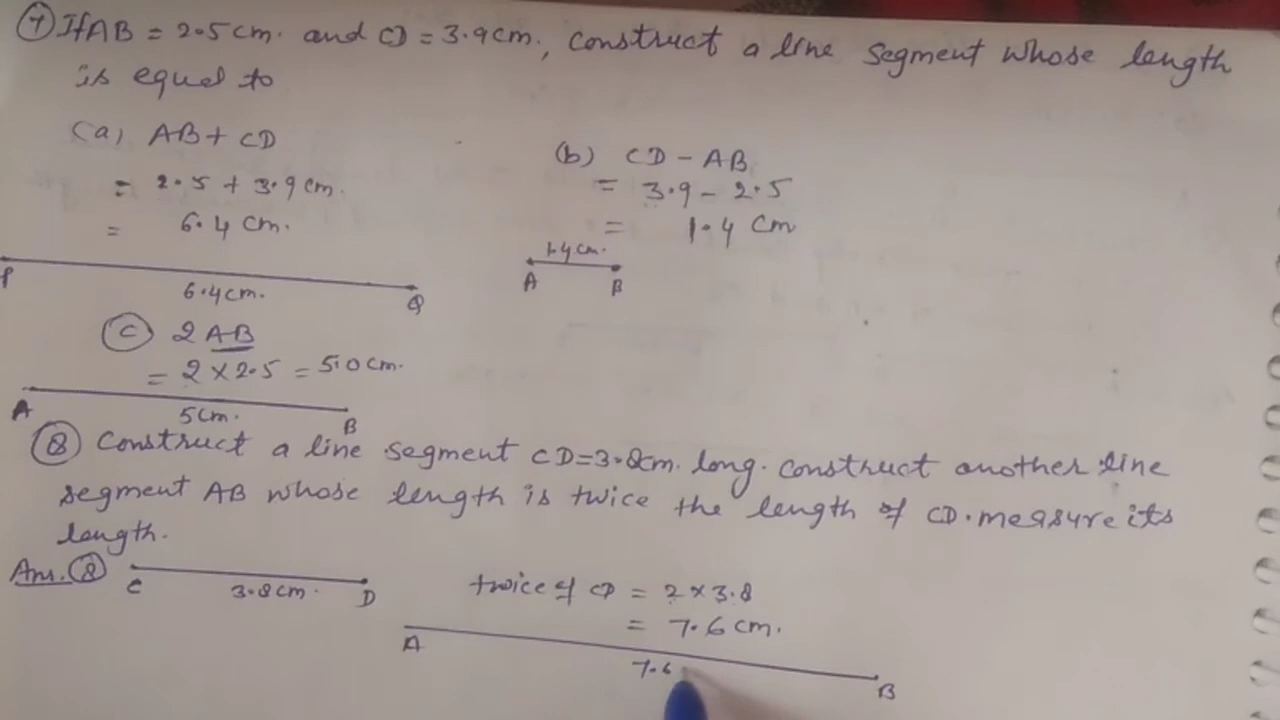 7 If AB = 2.5 cm. and CD = 3.9 cm., construct a line segment whose length
is equal to
(a) AB + CD
= 2.5 + 3.9 cm.
= 6.4 cm.
P 6.4 cm. Q
(b) CD - AB
= 3.9 - 2.5
= 1.4 cm
1.4 cm.
A B
(c) 2 AB
= 2 × 2.5 = 5.0 cm.
A 5 cm. B
8 Construct a line segment CD = 3.8 cm. long. construct another line
segment AB whose length is twice the length of CD. measure its
length.
Ans. 8
C 3.8 cm. D
twice of CD = 2 × 3.8
= 7.6 cm.
A 7.6 B